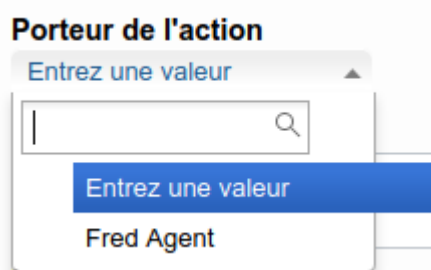 Porteur de l'action
Entrez une valeur
Entrez une valeur
Fred Agent